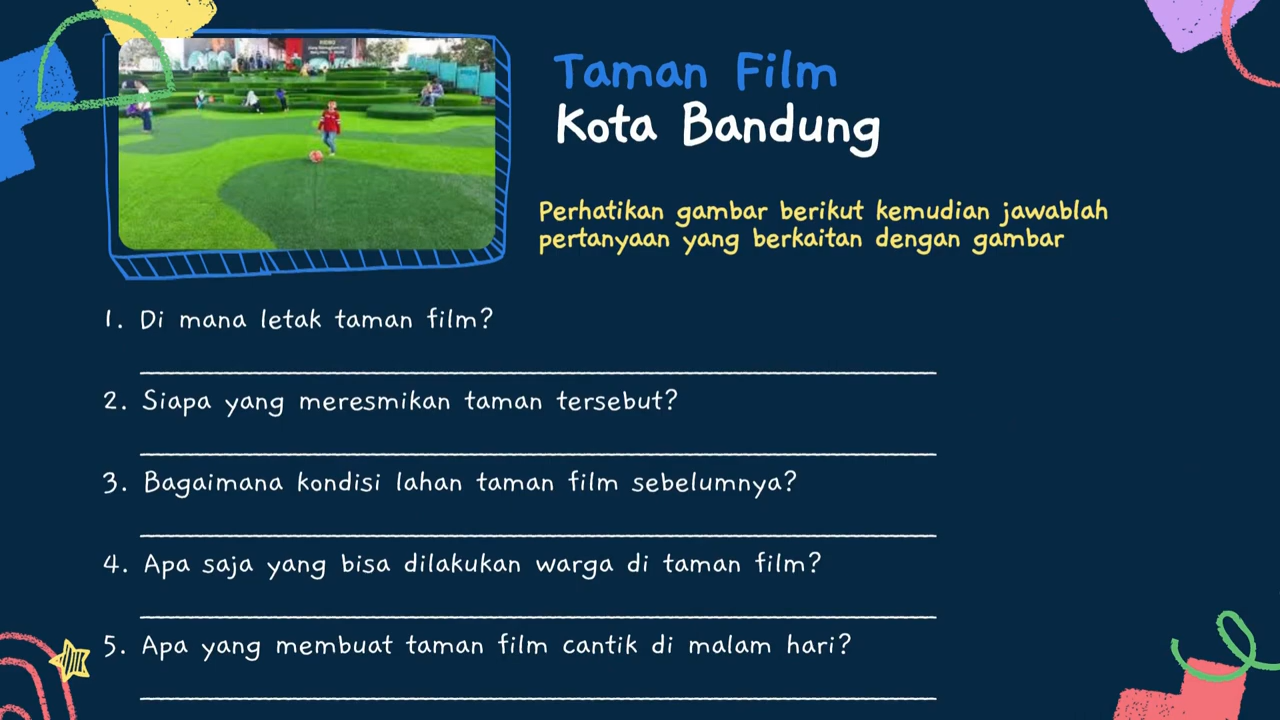 Taman Film
Kota Bandung
Perhatikan gambar berikut kemudian jawablah
pertanyaan yang berkaitan dengan gambar
1. Di mana letak taman film?
2. Siapa yang meresmikan taman tersebut?
3. Bagaimana kondisi lahan taman film sebelumnya?
4. Apa saja yang bisa dilakukan warga di taman film?
5. Apa yang membuat taman film cantik di malam hari?